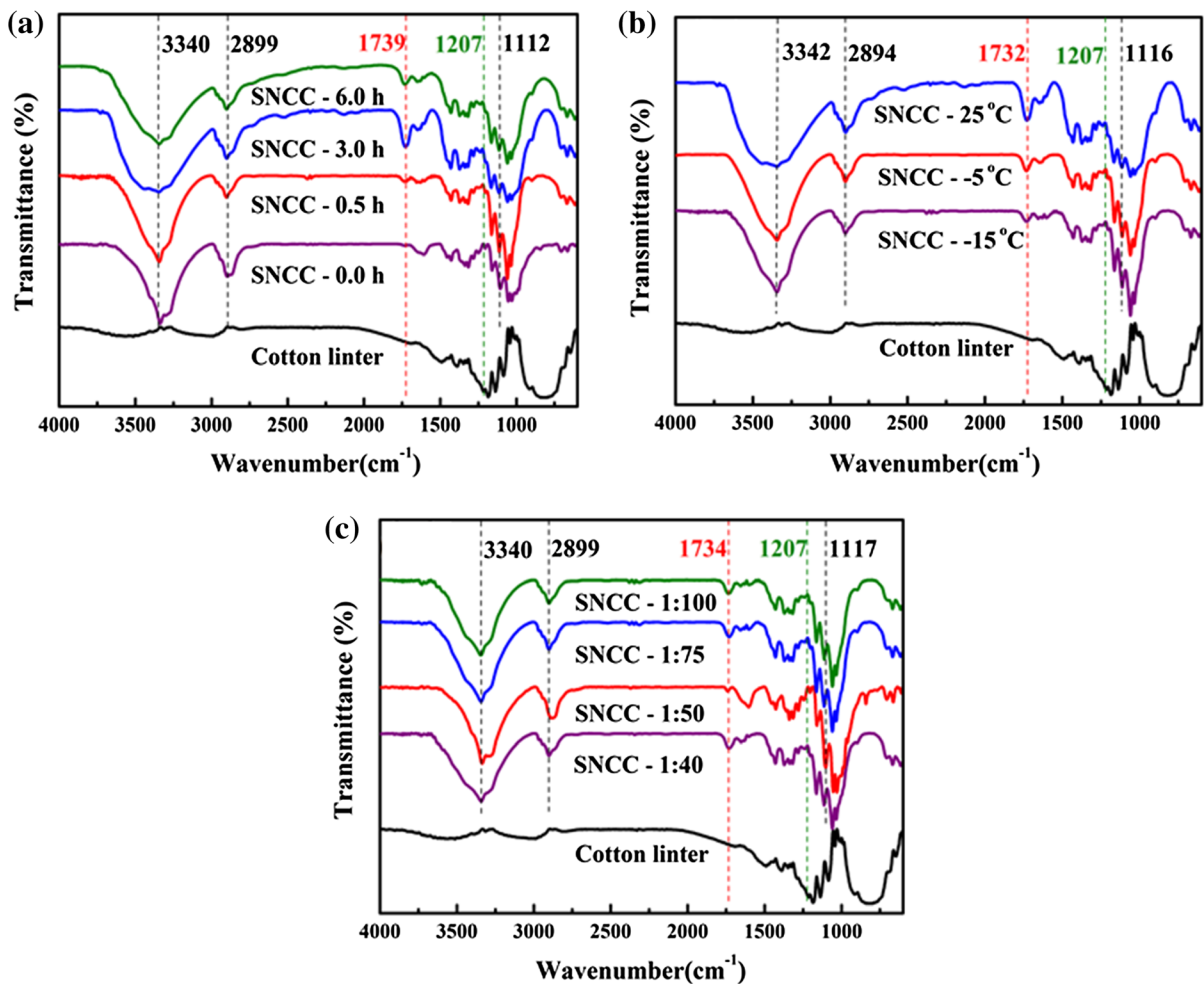 (a)
3340
2899
1739
1207
1112
SNCC - 6.0 h
SNCC - 3.0 h
SNCC - 0.5 h
SNCC - 0.0 h
Cotton linter
Transmittance (%)
4000 3500 3000 2500 2000 1500 1000
Wavenumber(cm⁻¹)
(b)
3342
2894
1732
1207
1116
SNCC - 25°C
SNCC - -5°C
SNCC - -15°C
Cotton linter
Transmittance (%)
4000 3500 3000 2500 2000 1500 1000
Wavenumber(cm⁻¹)
(c)
3340
2899
1734
1207
1117
SNCC - 1:100
SNCC - 1:75
SNCC - 1:50
SNCC - 1:40
Cotton linter
Transmittance (%)
4000 3500 3000 2500 2000 1500 1000
Wavenumber(cm⁻¹)